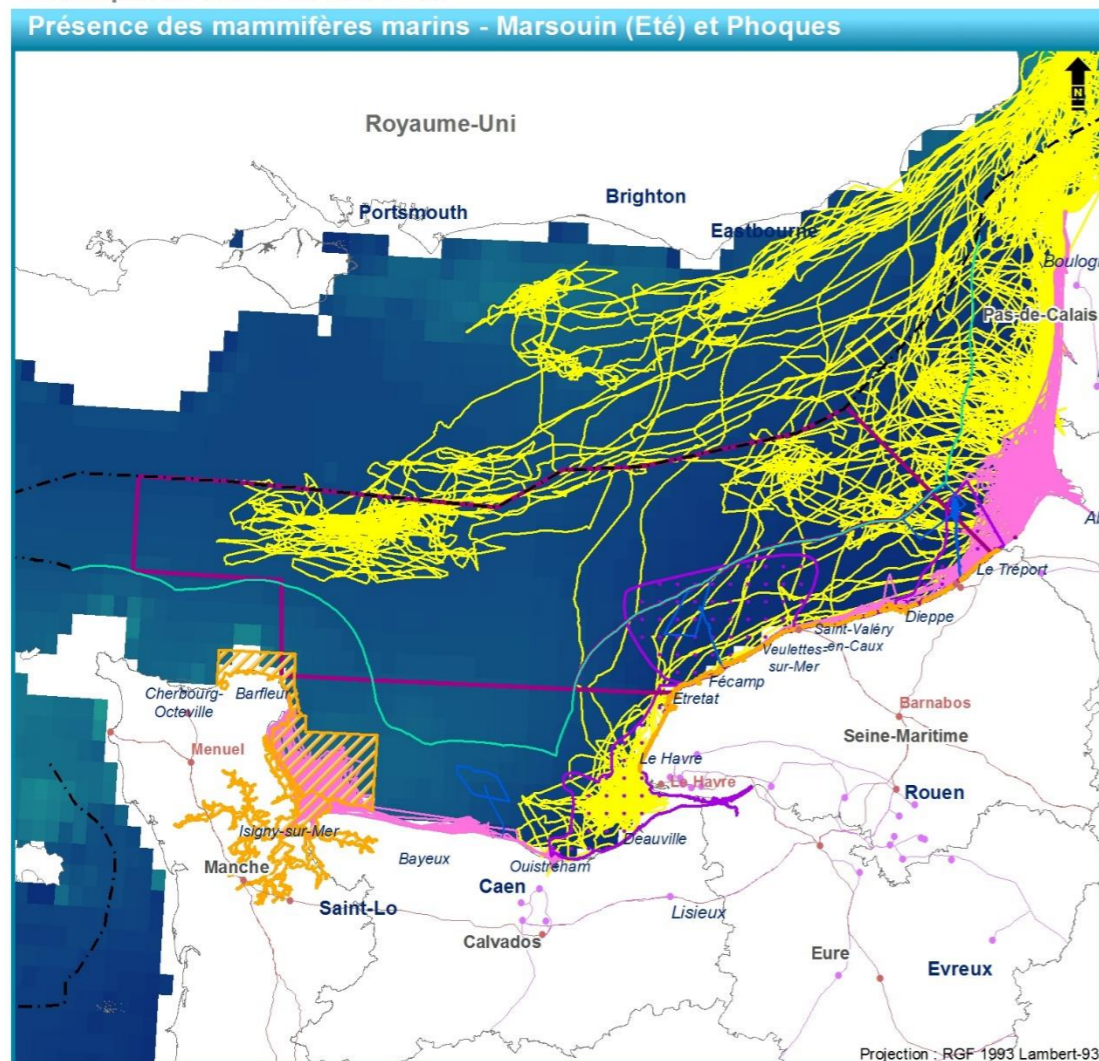 Présence des mammifères marins - Marsouin (Eté) et Phoques
N
Royaume-Uni
Portsmouth
Brighton
Eastbourne
Boulog
Pas-de-Calais
Ab
Le Tréport
Dieppe
Saint-Valéry
-en-Caux
Veulettes-
sur-Mer
Fécamp
Etretat
Cherbourg-
Octeville
Barfleur
Menuel
Barnabos
Seine-Maritime
Le Havre
Le Havre
Rouen
Isigny-sur-Mer
Deauville
Bayeux
Ouistreham
Manche
Caen
Saint-Lo
Lisieux
Calvados
Eure
Evreux
Projection : RGF 1993 Lambert-93